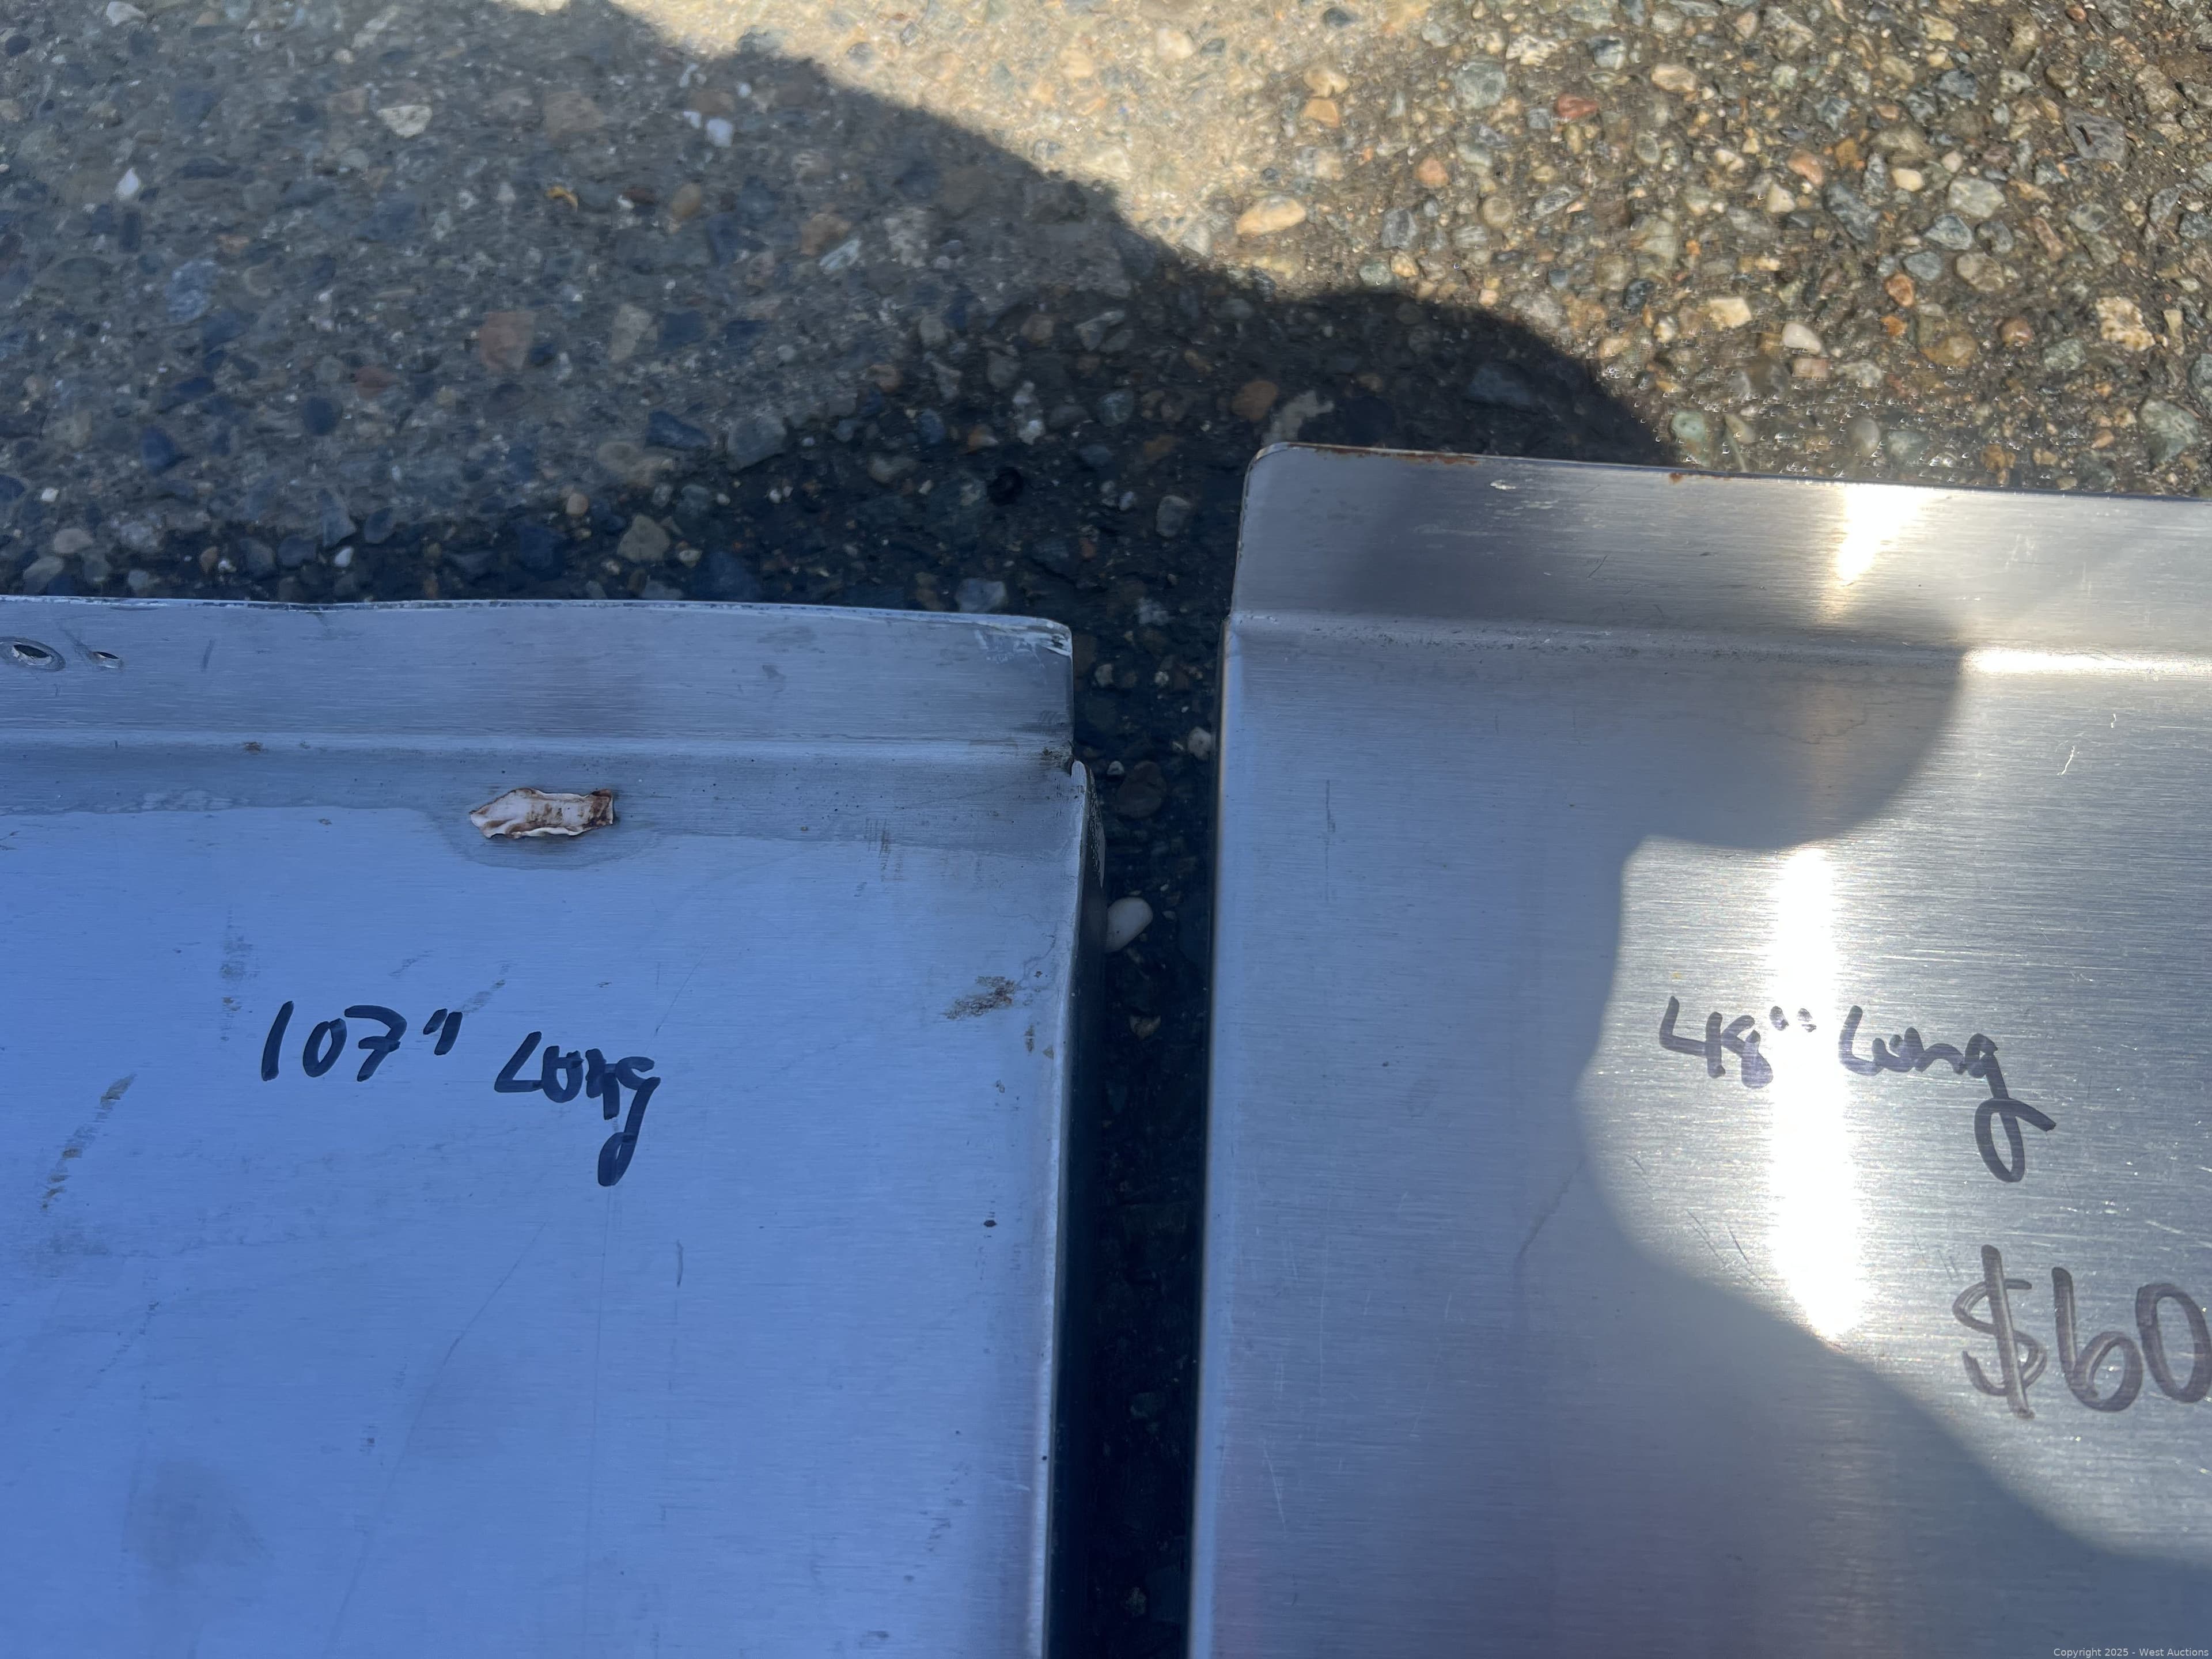 107" Long
48" Long
$60
Copyright 2025 - West Auctions